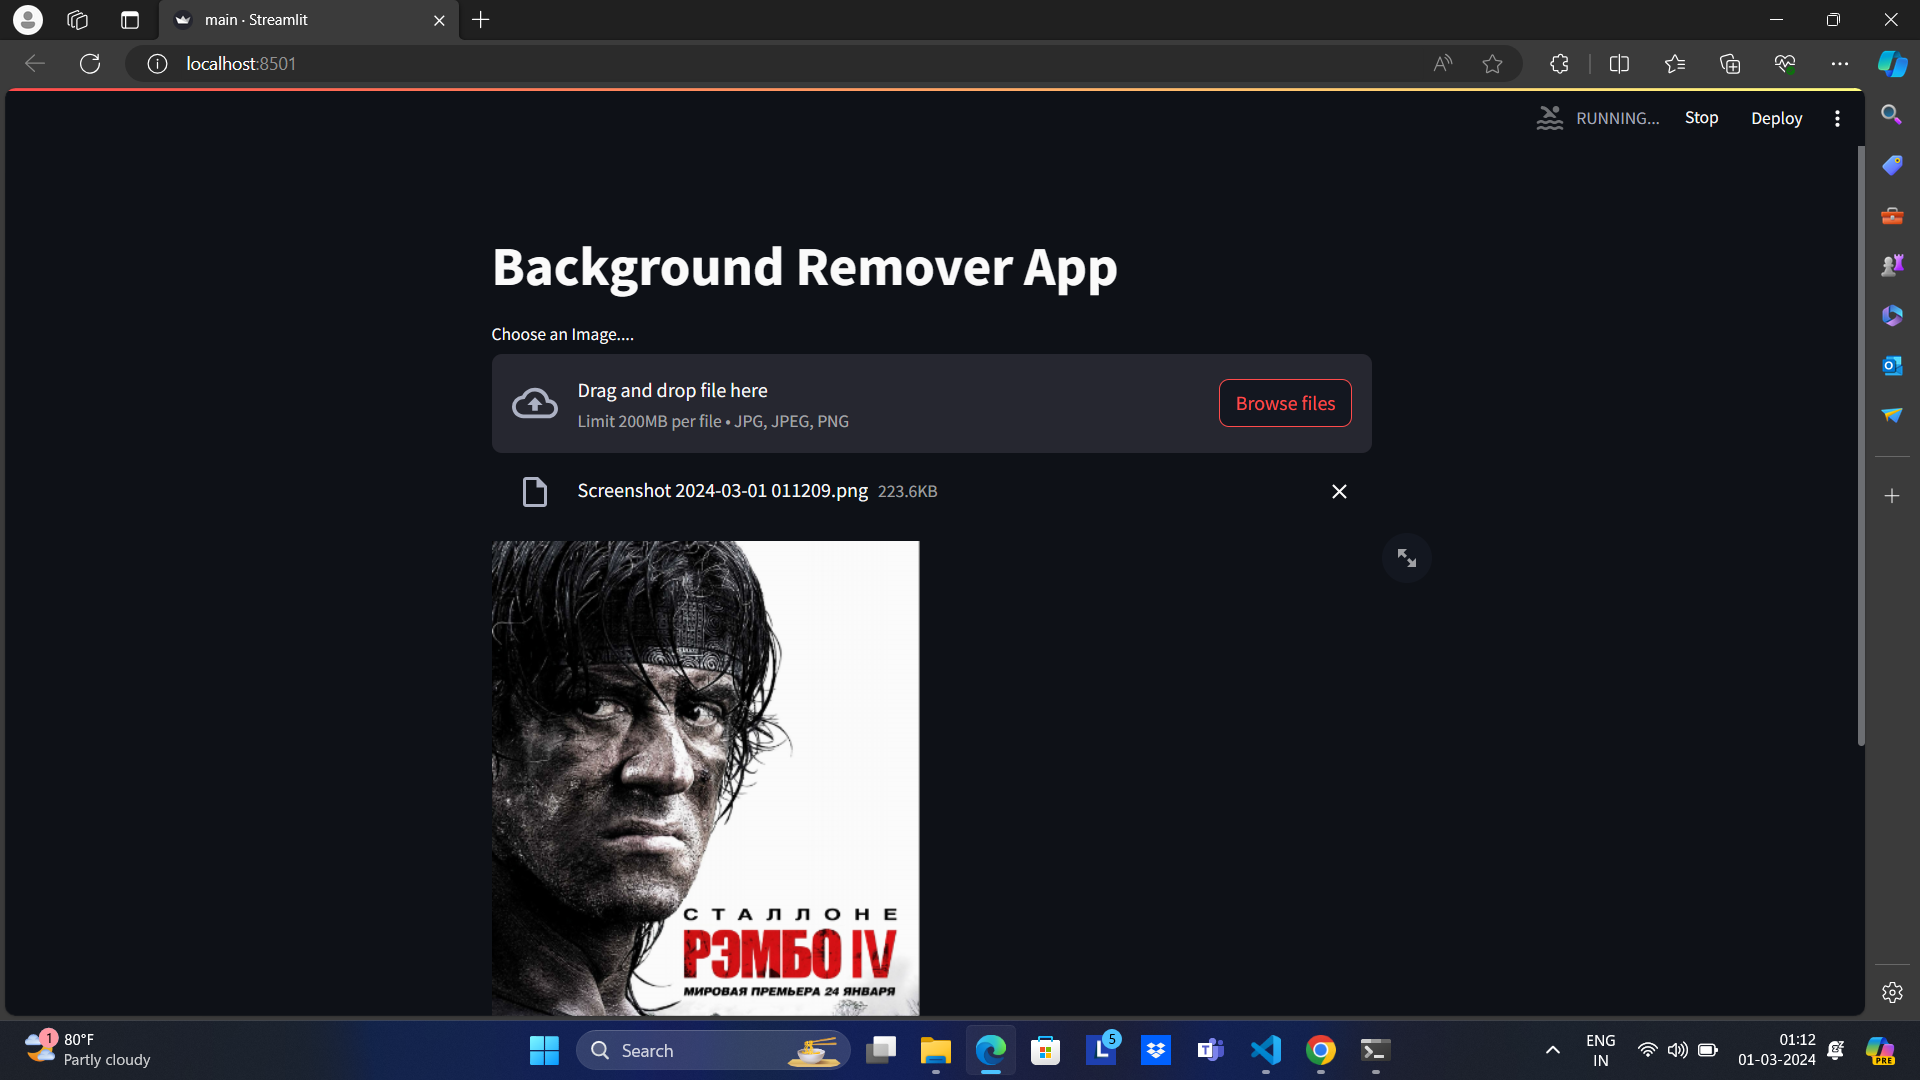 main · Streamlit
localhost:8501
RUNNING...
Stop
Deploy
Background Remover App
Choose an Image....
Drag and drop file here
Limit 200MB per file • JPG, JPEG, PNG
Browse files
Screenshot 2024-03-01 011209.png 223.6KB
СТАЛЛОНЕ
РЭМБО IV
МИРОВАЯ ПРЕМЬЕРА 24 ЯНВАРЯ
1
80°F
Partly cloudy
Search
L
5
T
ENG
IN
01:12
01-03-2024
PRE